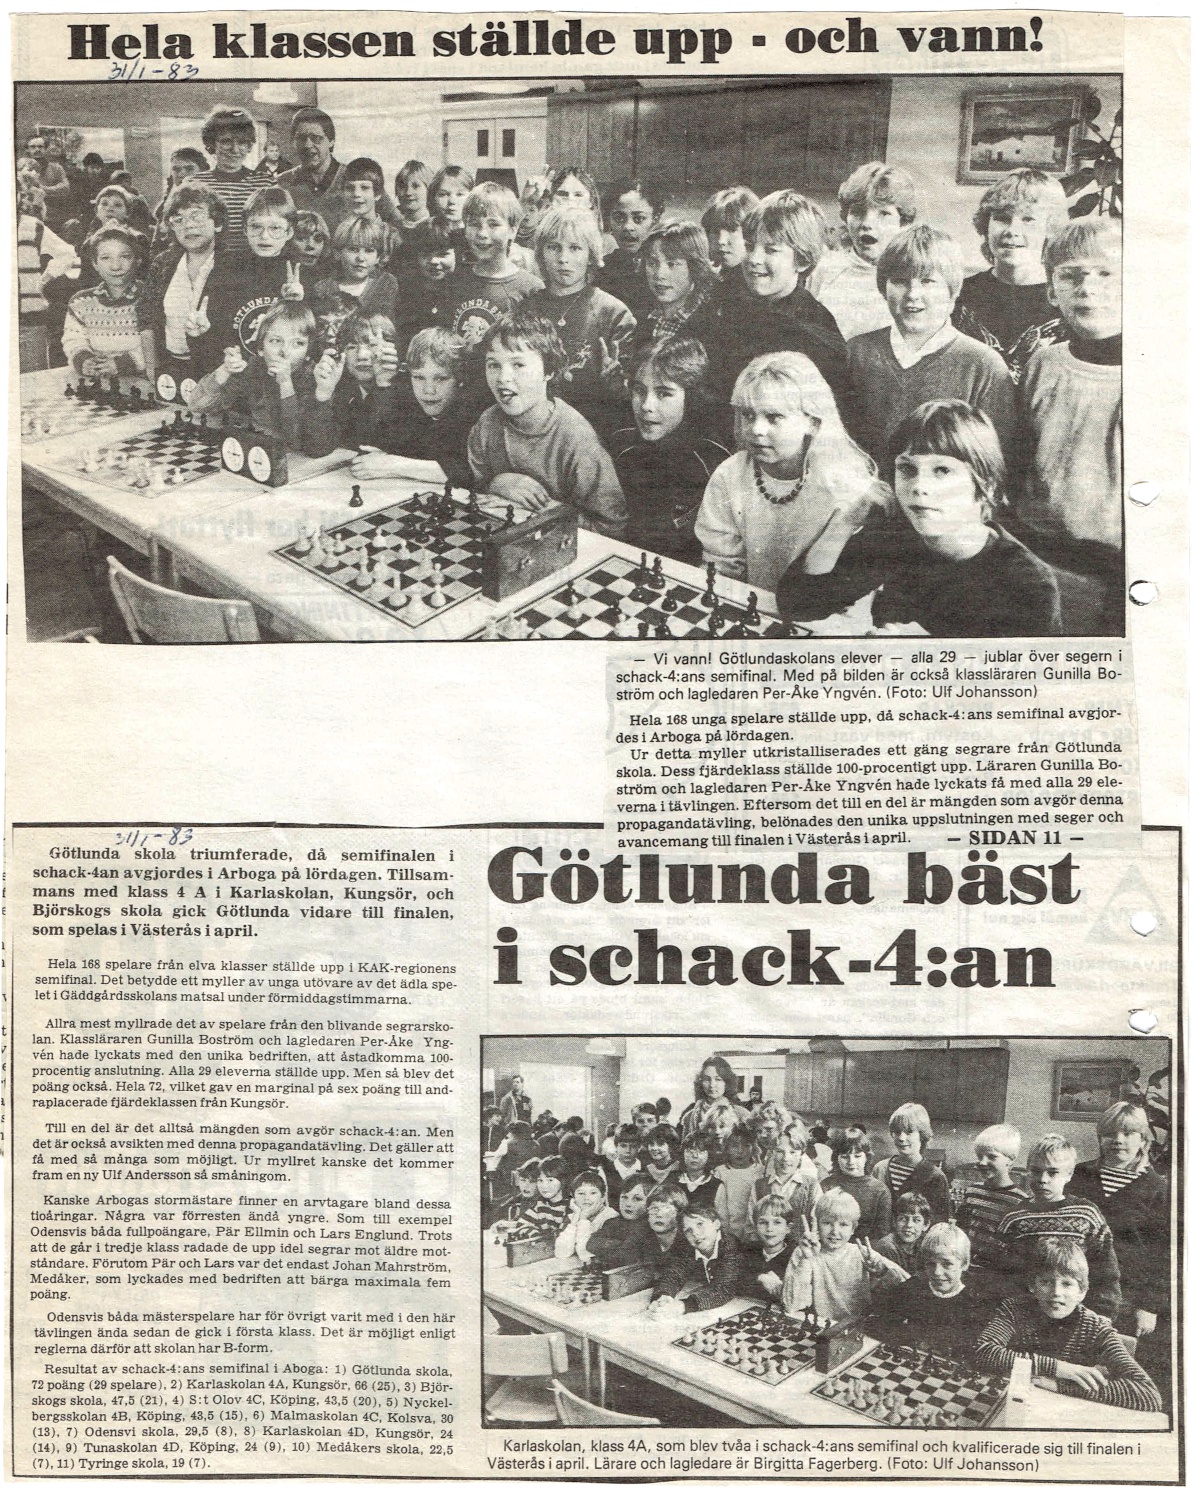 Hela klassen ställde upp - och vann!
31/1-83
GÖTLUNDA
— Vi vann! Götlundaskolans elever — alla 29 — jublar över segern i
schack-4:ans semifinal. Med på bilden är också klassläraren Gunilla Bo-
ström och lagledaren Per-Åke Yngvén. (Foto: Ulf Johansson)
Hela 168 unga spelare ställde upp, då schack-4:ans semifinal avgjor-
des i Arboga på lördagen.
Ur detta myller utkristalliserades ett gäng segrare från Götlunda
skola. Dess fjärdeklass ställde 100-procentigt upp. Läraren Gunilla Bo-
ström och lagledaren Per-Åke Yngvén hade lyckats få med alla 29 ele-
verna i tävlingen. Eftersom det till en del är mängden som avgör denna
propagandatävling, belönades den unika uppslutningen med seger och
avancemang till finalen i Västerås i april. — SIDAN 11 —
31/1-83
Götlunda skola triumferade, då semifinalen i
schack-4an avgjordes i Arboga på lördagen. Tillsam-
mans med klass 4 A i Karlaskolan, Kungsör, och
Björskogs skola gick Götlunda vidare till finalen,
som spelas i Västerås i april.
Hela 168 spelare från elva klasser ställde upp i KAK-regionens
semifinal. Det betydde ett myller av unga utövare av det ädla spe-
let i Gäddgårdsskolans matsal under förmiddagstimmarna.
Allra mest myllrade det av spelare från den blivande segrarsko-
lan. Klassläraren Gunilla Boström och lagledaren Per-Åke Yng-
vén hade lyckats med den unika bedriften, att åstadkomma 100-
procentig anslutning. Alla 29 eleverna ställde upp. Men så blev det
poäng också. Hela 72, vilket gav en marginal på sex poäng till and-
raplacerade fjärdeklassen från Kungsör.
Till en del är det alltså mängden som avgör schack-4:an. Men
det är också avsikten med denna propagandatävling. Det gäller att
få med så många som möjligt. Ur myllret kanske det kommer
fram en ny Ulf Andersson så småningom.
Kanske Arbogas stormästare finner en arvtagare bland dessa
tioåringar. Några var förresten ändå yngre. Som till exempel
Odensvis båda fullpoängare, Pär Ellmin och Lars Englund. Trots
att de går i tredje klass radade de upp idel segrar mot äldre mot-
ståndare. Förutom Pär och Lars var det endast Johan Mahrström,
Medåker, som lyckades med bedriften att bärga maximala fem
poäng.
Odensvis båda mästerspelare har för övrigt varit med i den här
tävlingen ända sedan de gick i första klass. Det är möjligt enligt
reglerna därför att skolan har B-form.
Resultat av schack-4:ans semifinal i Aboga: 1) Götlunda skola,
72 poäng (29 spelare), 2) Karlaskolan 4A, Kungsör, 66 (25), 3) Björ-
skogs skola, 47,5 (21), 4) S:t Olov 4C, Köping, 43,5 (20), 5) Nyckel-
bergsskolan 4B, Köping, 43,5 (15), 6) Malmaskolan 4C, Kolsva, 30
(13), 7) Odensvi skola, 29,5 (8), 8) Karlaskolan 4D, Kungsör, 24
(14), 9) Tunaskolan 4D, Köping, 24 (9), 10) Medåkers skola, 22,5
(7), 11) Tyringe skola, 19 (7).
Götlunda bäst
i schack-4:an
Karlaskolan, klass 4A, som blev tvåa i schack-4:ans semifinal och kvalificerade sig till finalen i
Västerås i april. Lärare och lagledare är Birgitta Fagerberg. (Foto: Ulf Johansson)